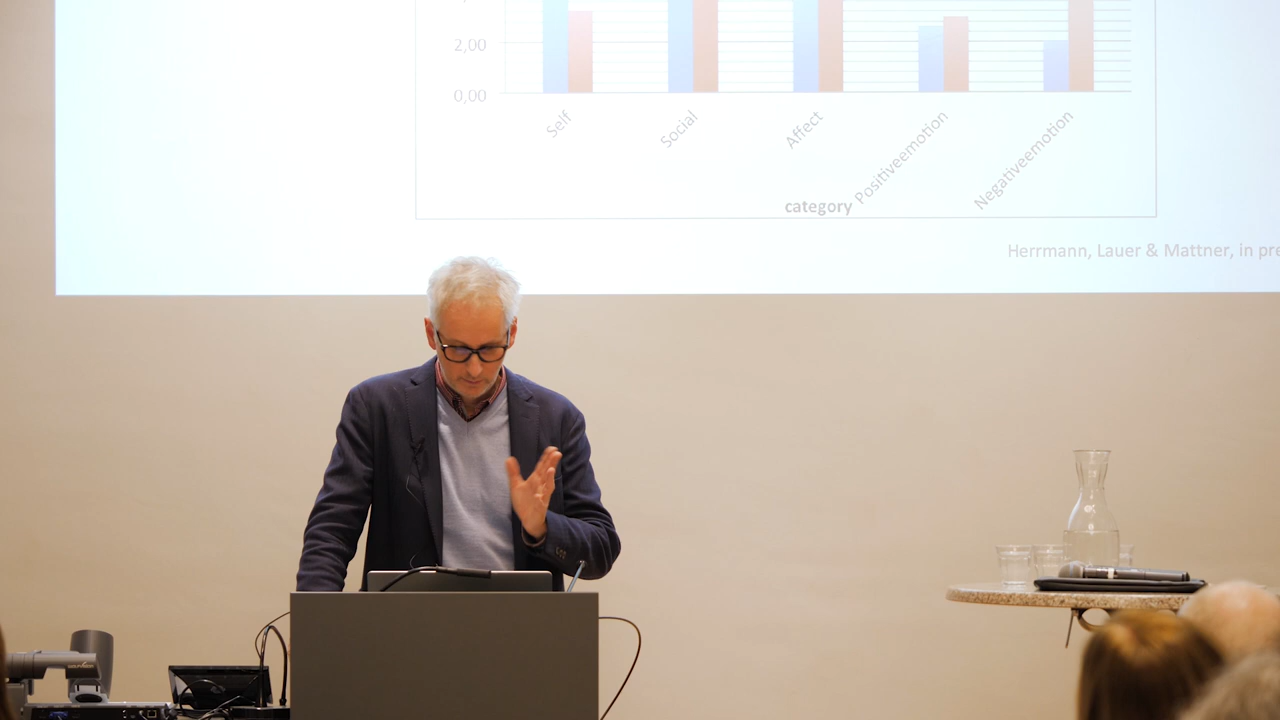 2,00
0,00
Self
Social
Affect
Positiveemotion
Negativeemotion
category
Herrmann, Lauer & Mattner, in pre